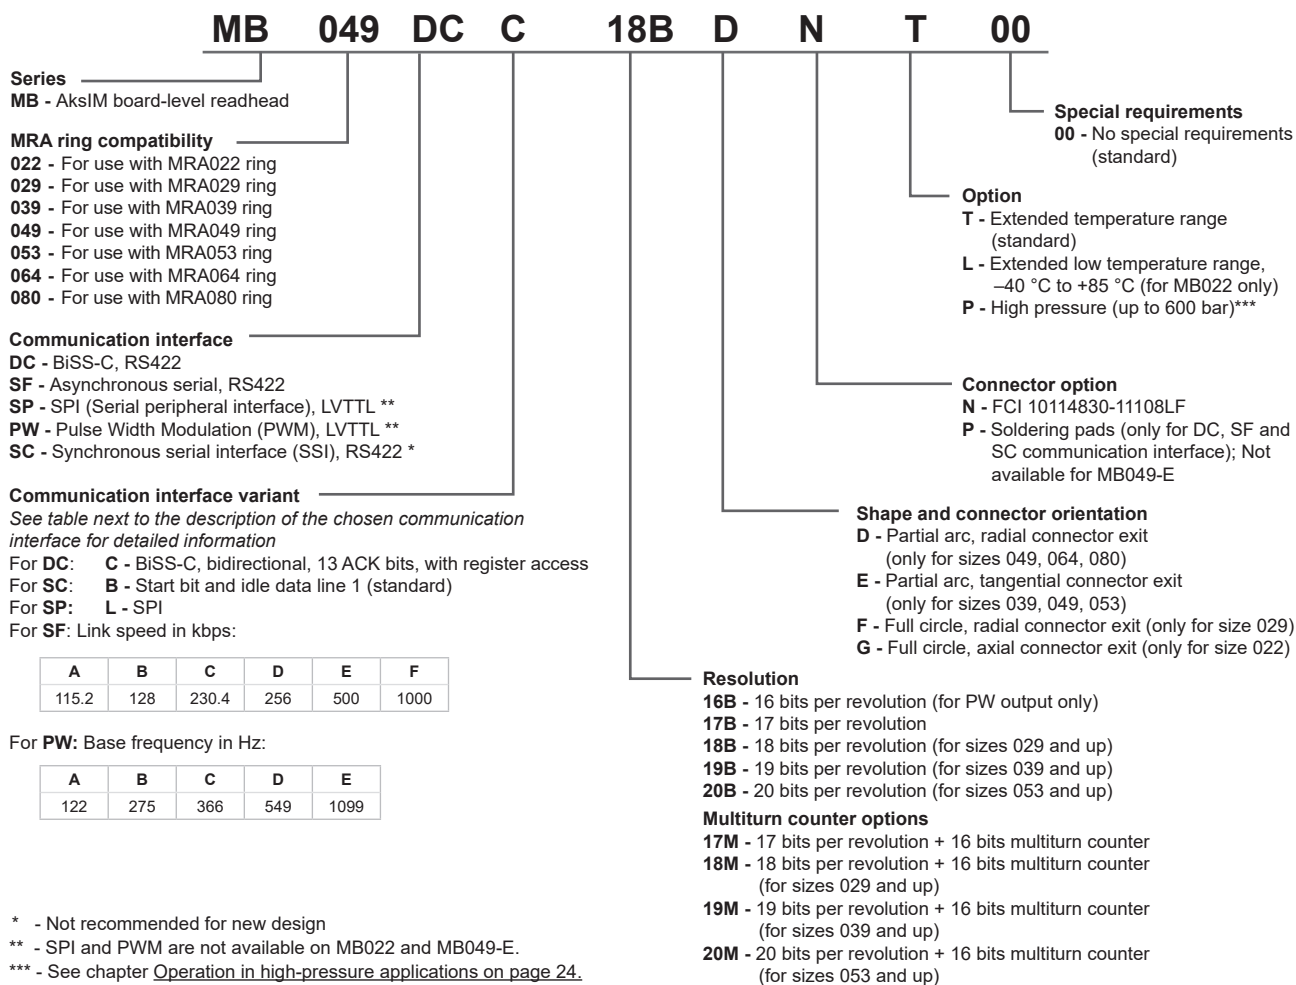 MB 049 DC C 18B D N T 00
Series
MB - AksIM board-level readhead
MRA ring compatibility
022 - For use with MRA022 ring
029 - For use with MRA029 ring
039 - For use with MRA039 ring
049 - For use with MRA049 ring
053 - For use with MRA053 ring
064 - For use with MRA064 ring
080 - For use with MRA080 ring
Communication interface
DC - BiSS-C, RS422
SF - Asynchronous serial, RS422
SP - SPI (Serial peripheral interface), LVTTL **
PW - Pulse Width Modulation (PWM), LVTTL **
SC - Synchronous serial interface (SSI), RS422 *
Communication interface variant
See table next to the description of the chosen communication
interface for detailed information
For DC: C - BiSS-C, bidirectional, 13 ACK bits, with register access
For SC: B - Start bit and idle data line 1 (standard)
For SP: L - SPI
For SF: Link speed in kbps:
A B C D E F
115.2 128 230.4 256 500 1000
For PW: Base frequency in Hz:
A B C D E
122 275 366 549 1099
* - Not recommended for new design
** - SPI and PWM are not available on MB022 and MB049-E.
*** - See chapter Operation in high-pressure applications on page 24.
Special requirements
00 - No special requirements
(standard)
Option
T - Extended temperature range
(standard)
L - Extended low temperature range,
–40 °C to +85 °C (for MB022 only)
P - High pressure (up to 600 bar)***
Connector option
N - FCI 10114830-11108LF
P - Soldering pads (only for DC, SF and
SC communication interface); Not
available for MB049-E
Shape and connector orientation
D - Partial arc, radial connector exit
(only for sizes 049, 064, 080)
E - Partial arc, tangential connector exit
(only for sizes 039, 049, 053)
F - Full circle, radial connector exit (only for size 029)
G - Full circle, axial connector exit (only for size 022)
Resolution
16B - 16 bits per revolution (for PW output only)
17B - 17 bits per revolution
18B - 18 bits per revolution (for sizes 029 and up)
19B - 19 bits per revolution (for sizes 039 and up)
20B - 20 bits per revolution (for sizes 053 and up)
Multiturn counter options
17M - 17 bits per revolution + 16 bits multiturn counter
18M - 18 bits per revolution + 16 bits multiturn counter
(for sizes 029 and up)
19M - 19 bits per revolution + 16 bits multiturn counter
(for sizes 039 and up)
20M - 20 bits per revolution + 16 bits multiturn counter
(for sizes 053 and up)